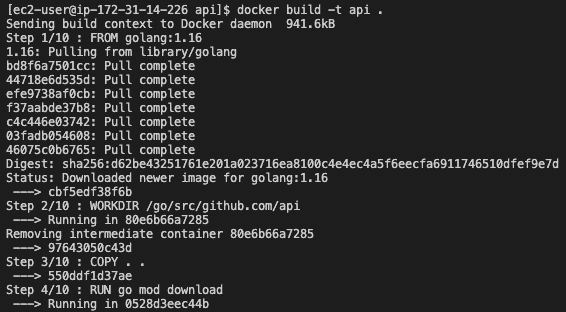 [ec2-user@ip-172-31-14-226 api]$ docker build -t api .
Sending build context to Docker daemon  941.6kB
Step 1/10 : FROM golang:1.16
1.16: Pulling from library/golang
bd8f6a7501cc: Pull complete
44718e6d535d: Pull complete
efe9738af0cb: Pull complete
f37aabde37b8: Pull complete
c4c446e03742: Pull complete
03fadb054608: Pull complete
46075c0b6765: Pull complete
Digest: sha256:d62be43251761e201a023716ea8100c4e4ec4a5f6eecfa6911746510dfef9e7d
Status: Downloaded newer image for golang:1.16
 ---> cbf5edf38f6b
Step 2/10 : WORKDIR /go/src/github.com/api
 ---> Running in 80e6b66a7285
Removing intermediate container 80e6b66a7285
 ---> 97643050c43d
Step 3/10 : COPY . .
 ---> 550ddf1d37ae
Step 4/10 : RUN go mod download
 ---> Running in 0528d3eec44b